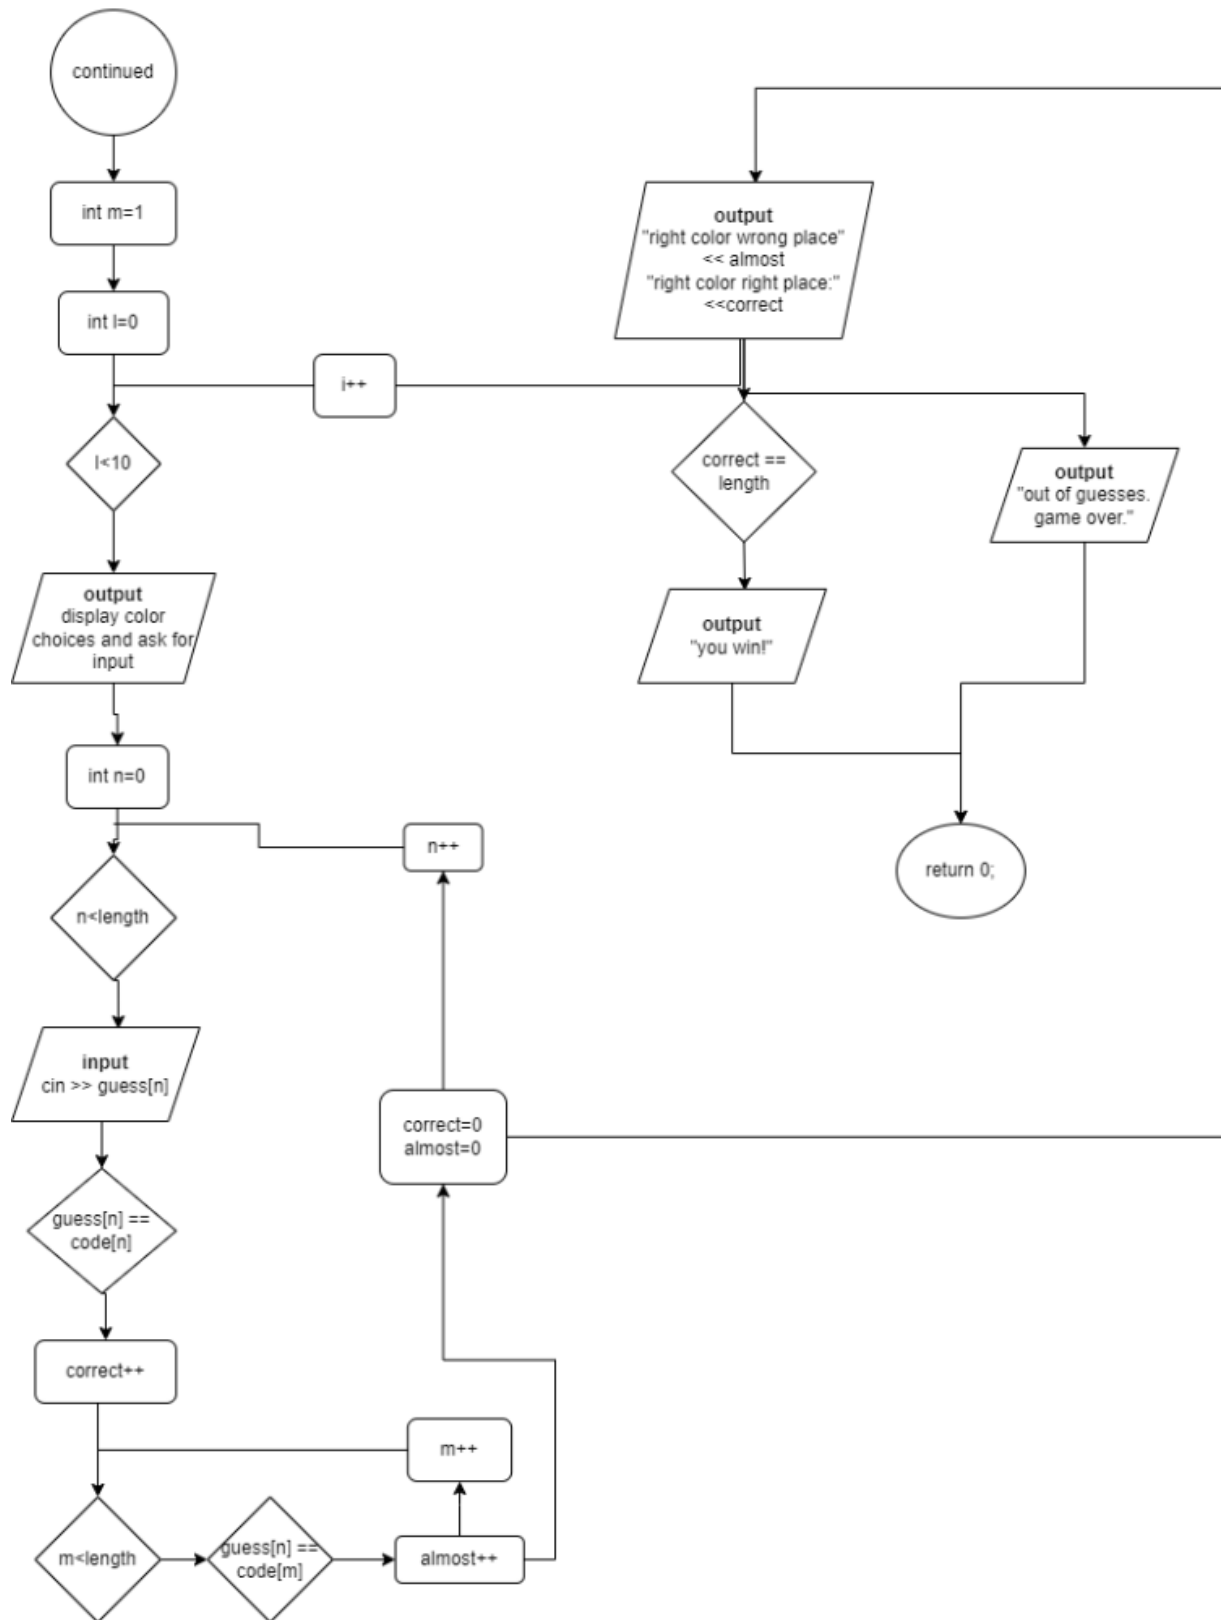 continued
int m=1
int I=0
i++
I<10
output
display color
choices and ask for
input
int n=0
n++
n<length
input
cin >> guess[n]
guess[n] ==
code[n]
correct++
m++
m<length
guess[n] ==
code[m]
almost++
correct=0
almost=0
output
"right color wrong place"
<< almost
"right color right place:"
<<correct
correct ==
length
output
"you win!"
output
"out of guesses.
game over."
return 0;